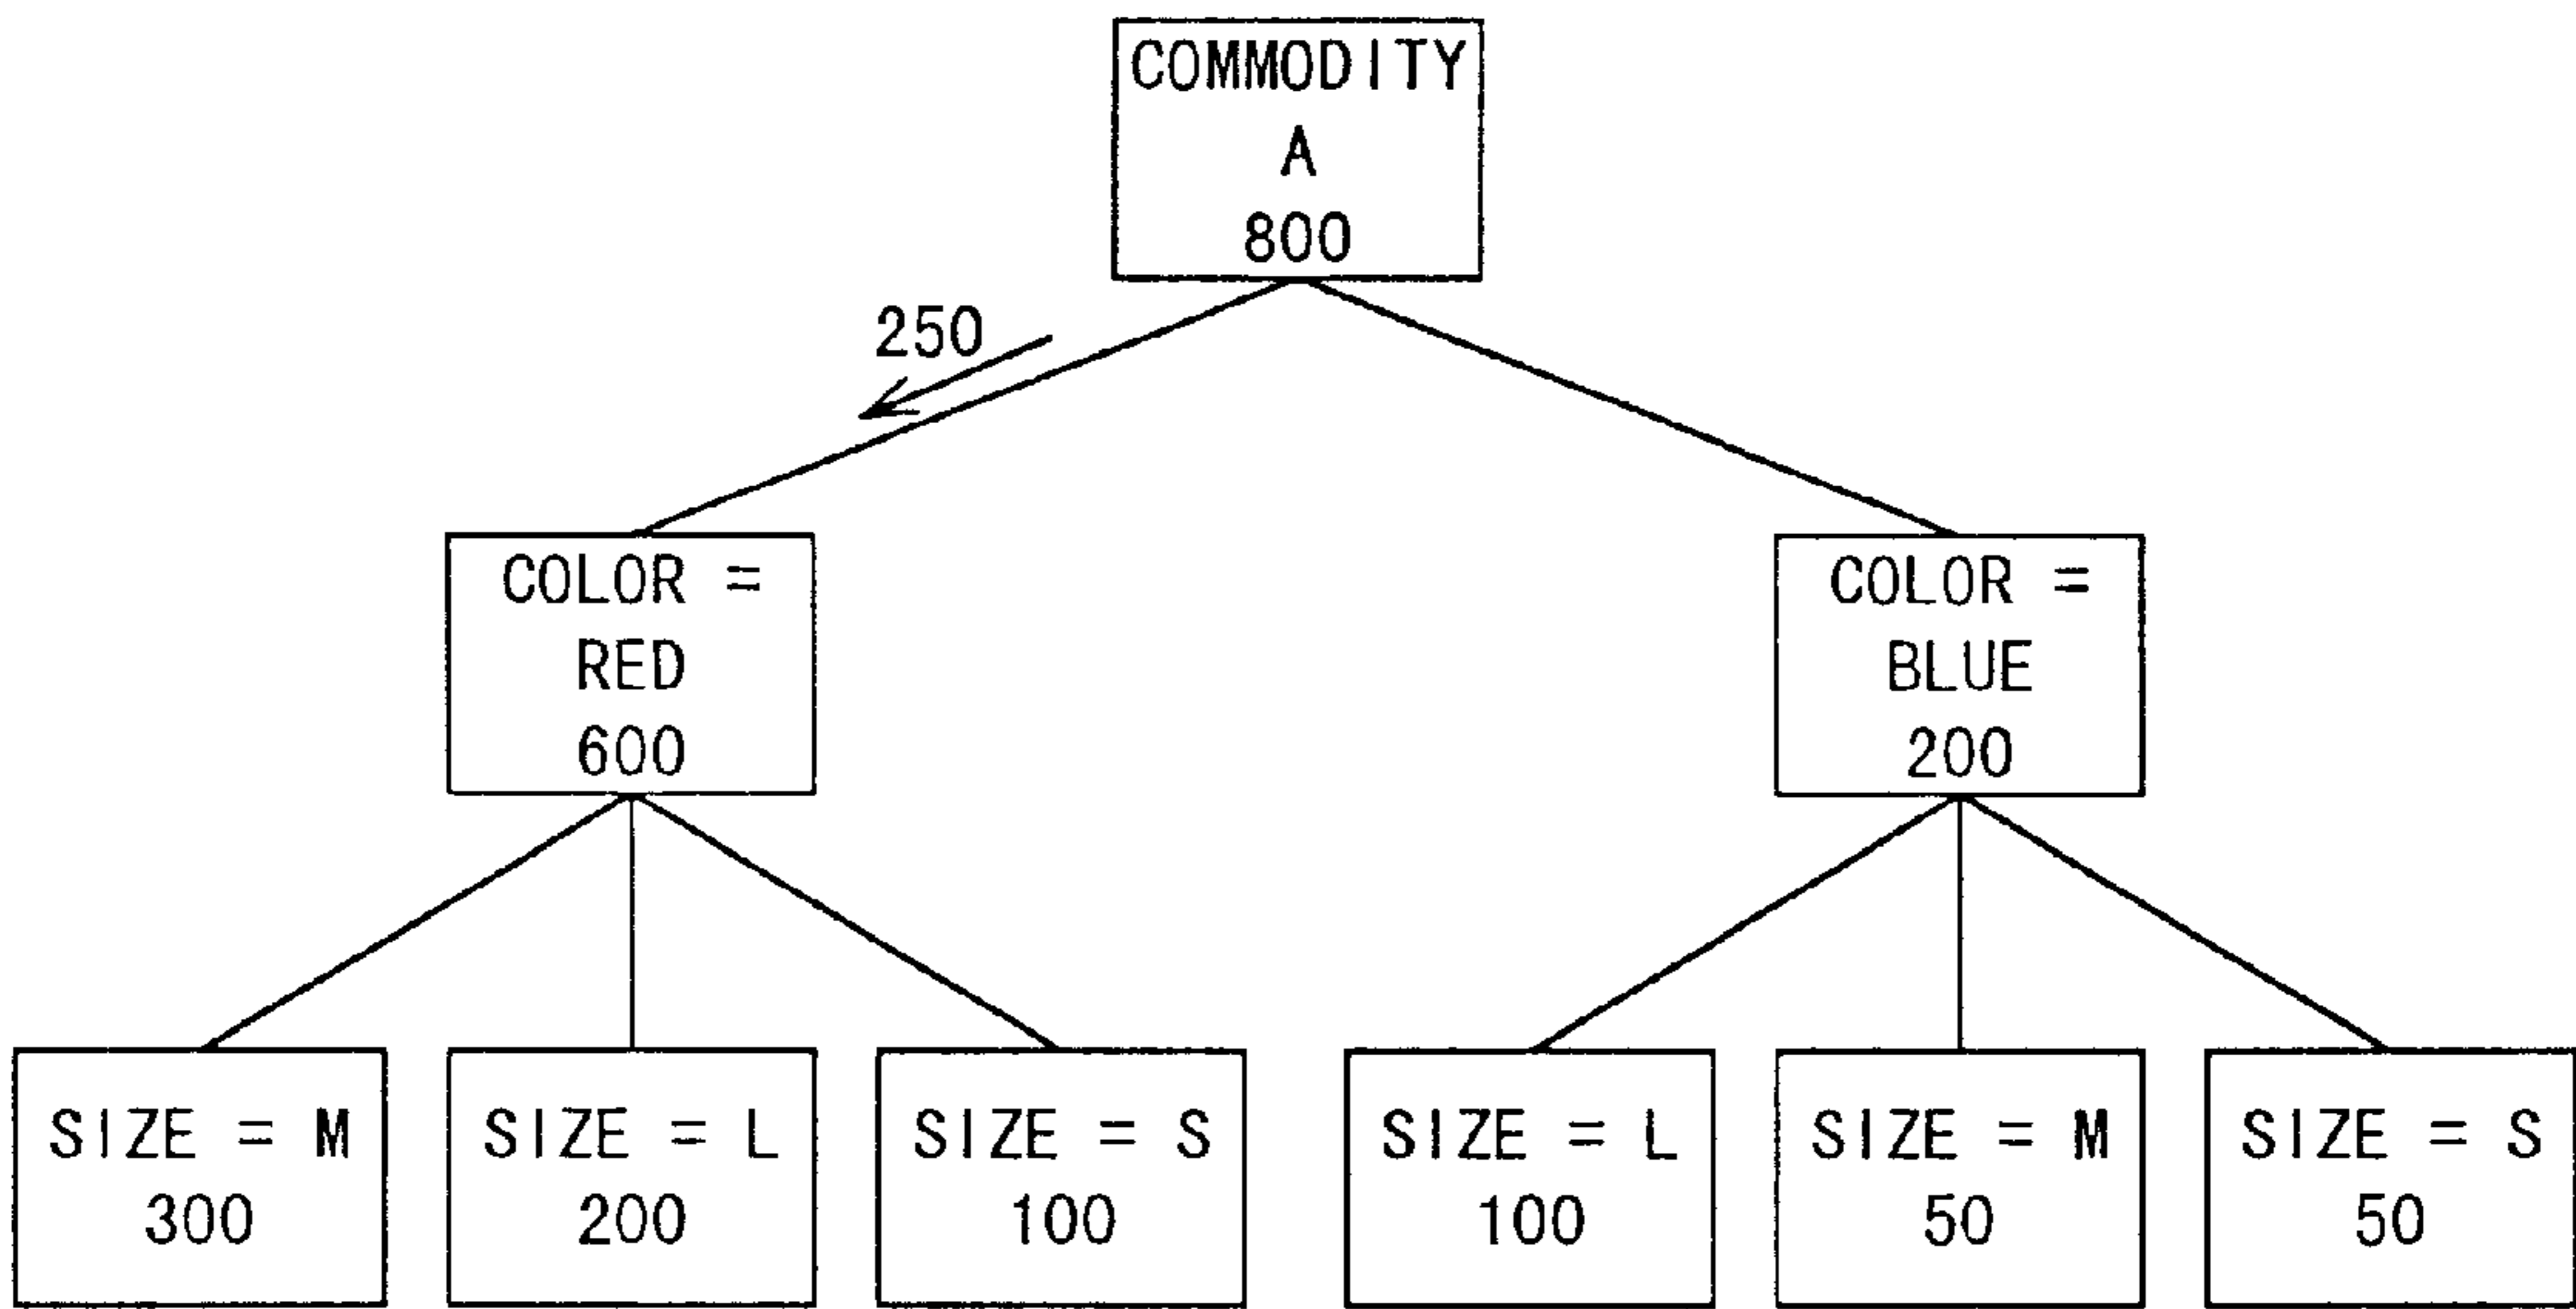 COMMODITY
A
800
250
COLOR =
RED
600
COLOR =
BLUE
200
SIZE = M
300
SIZE = L
200
SIZE = S
100
SIZE = L
100
SIZE = M
50
SIZE = S
50